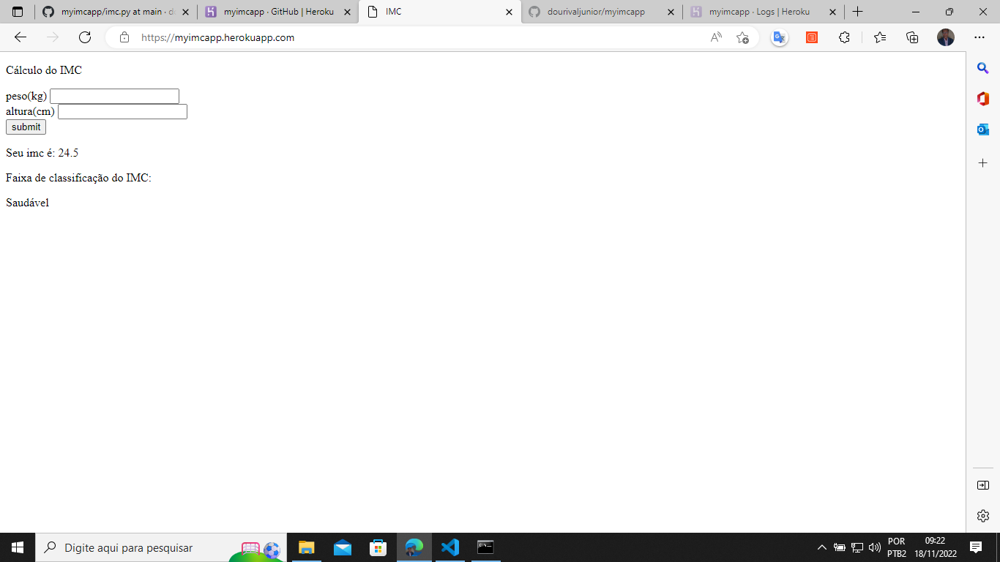 myimcapp/imc.py at main · d
myimcapp · GitHub | Heroku
IMC
dourivaljunior/myimcapp
myimcapp · Logs | Heroku
https://myimcapp.herokuapp.com
Cálculo do IMC
peso(kg)
altura(cm)
submit
Seu imc é: 24.5
Faixa de classificação do IMC:
Saudável
Digite aqui para pesquisar
POR
PTB2
09:22
18/11/2022